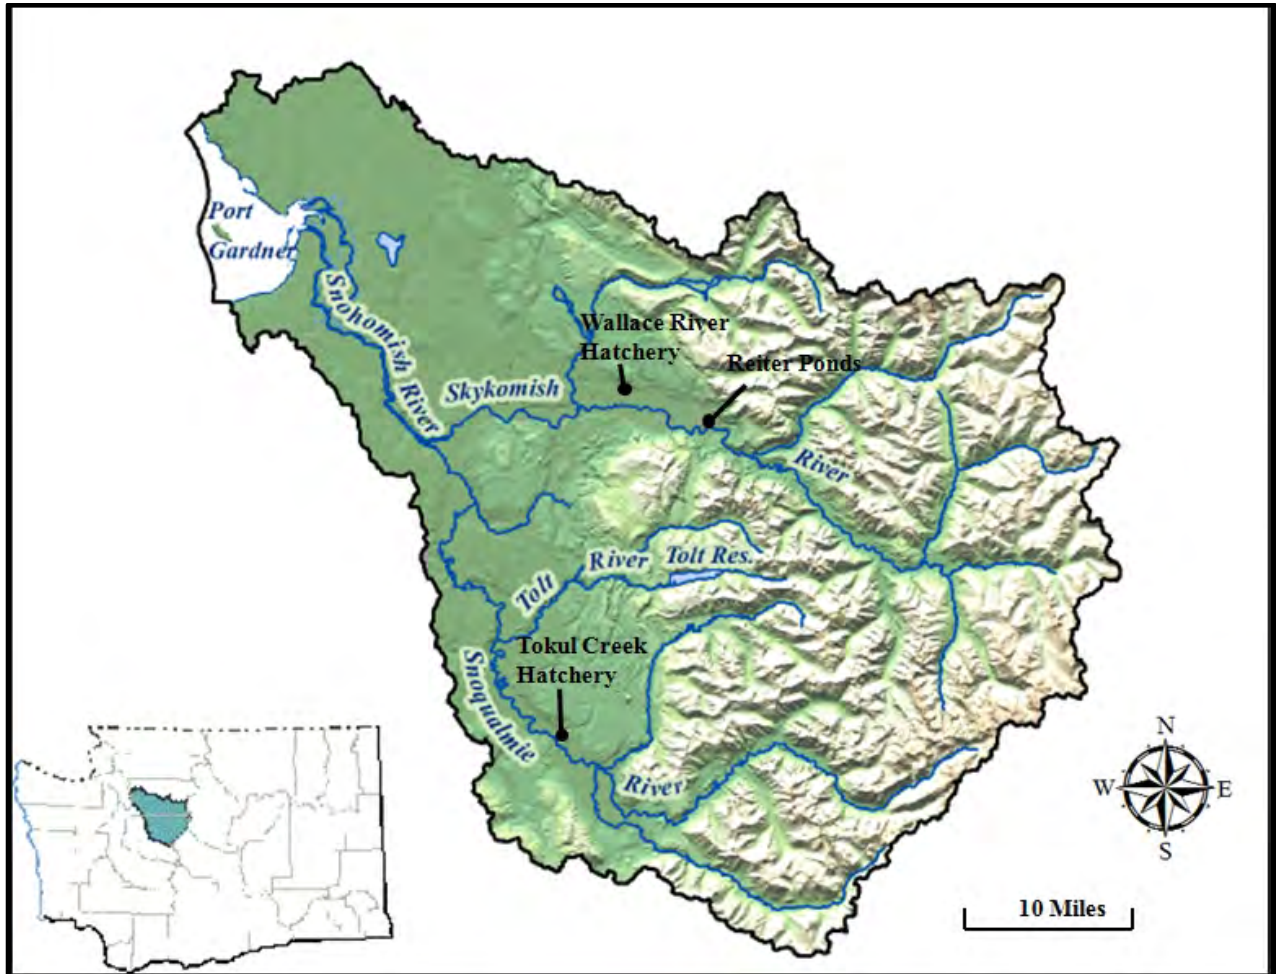 Port
Gardner
Snohomish River
Wallace River
Hatchery
Reiter Ponds
Skykomish
River
River
Tolt Res.
Tolt
Tokul Creek
Hatchery
Snoqualmie
River
N
W
E
S
10 Miles